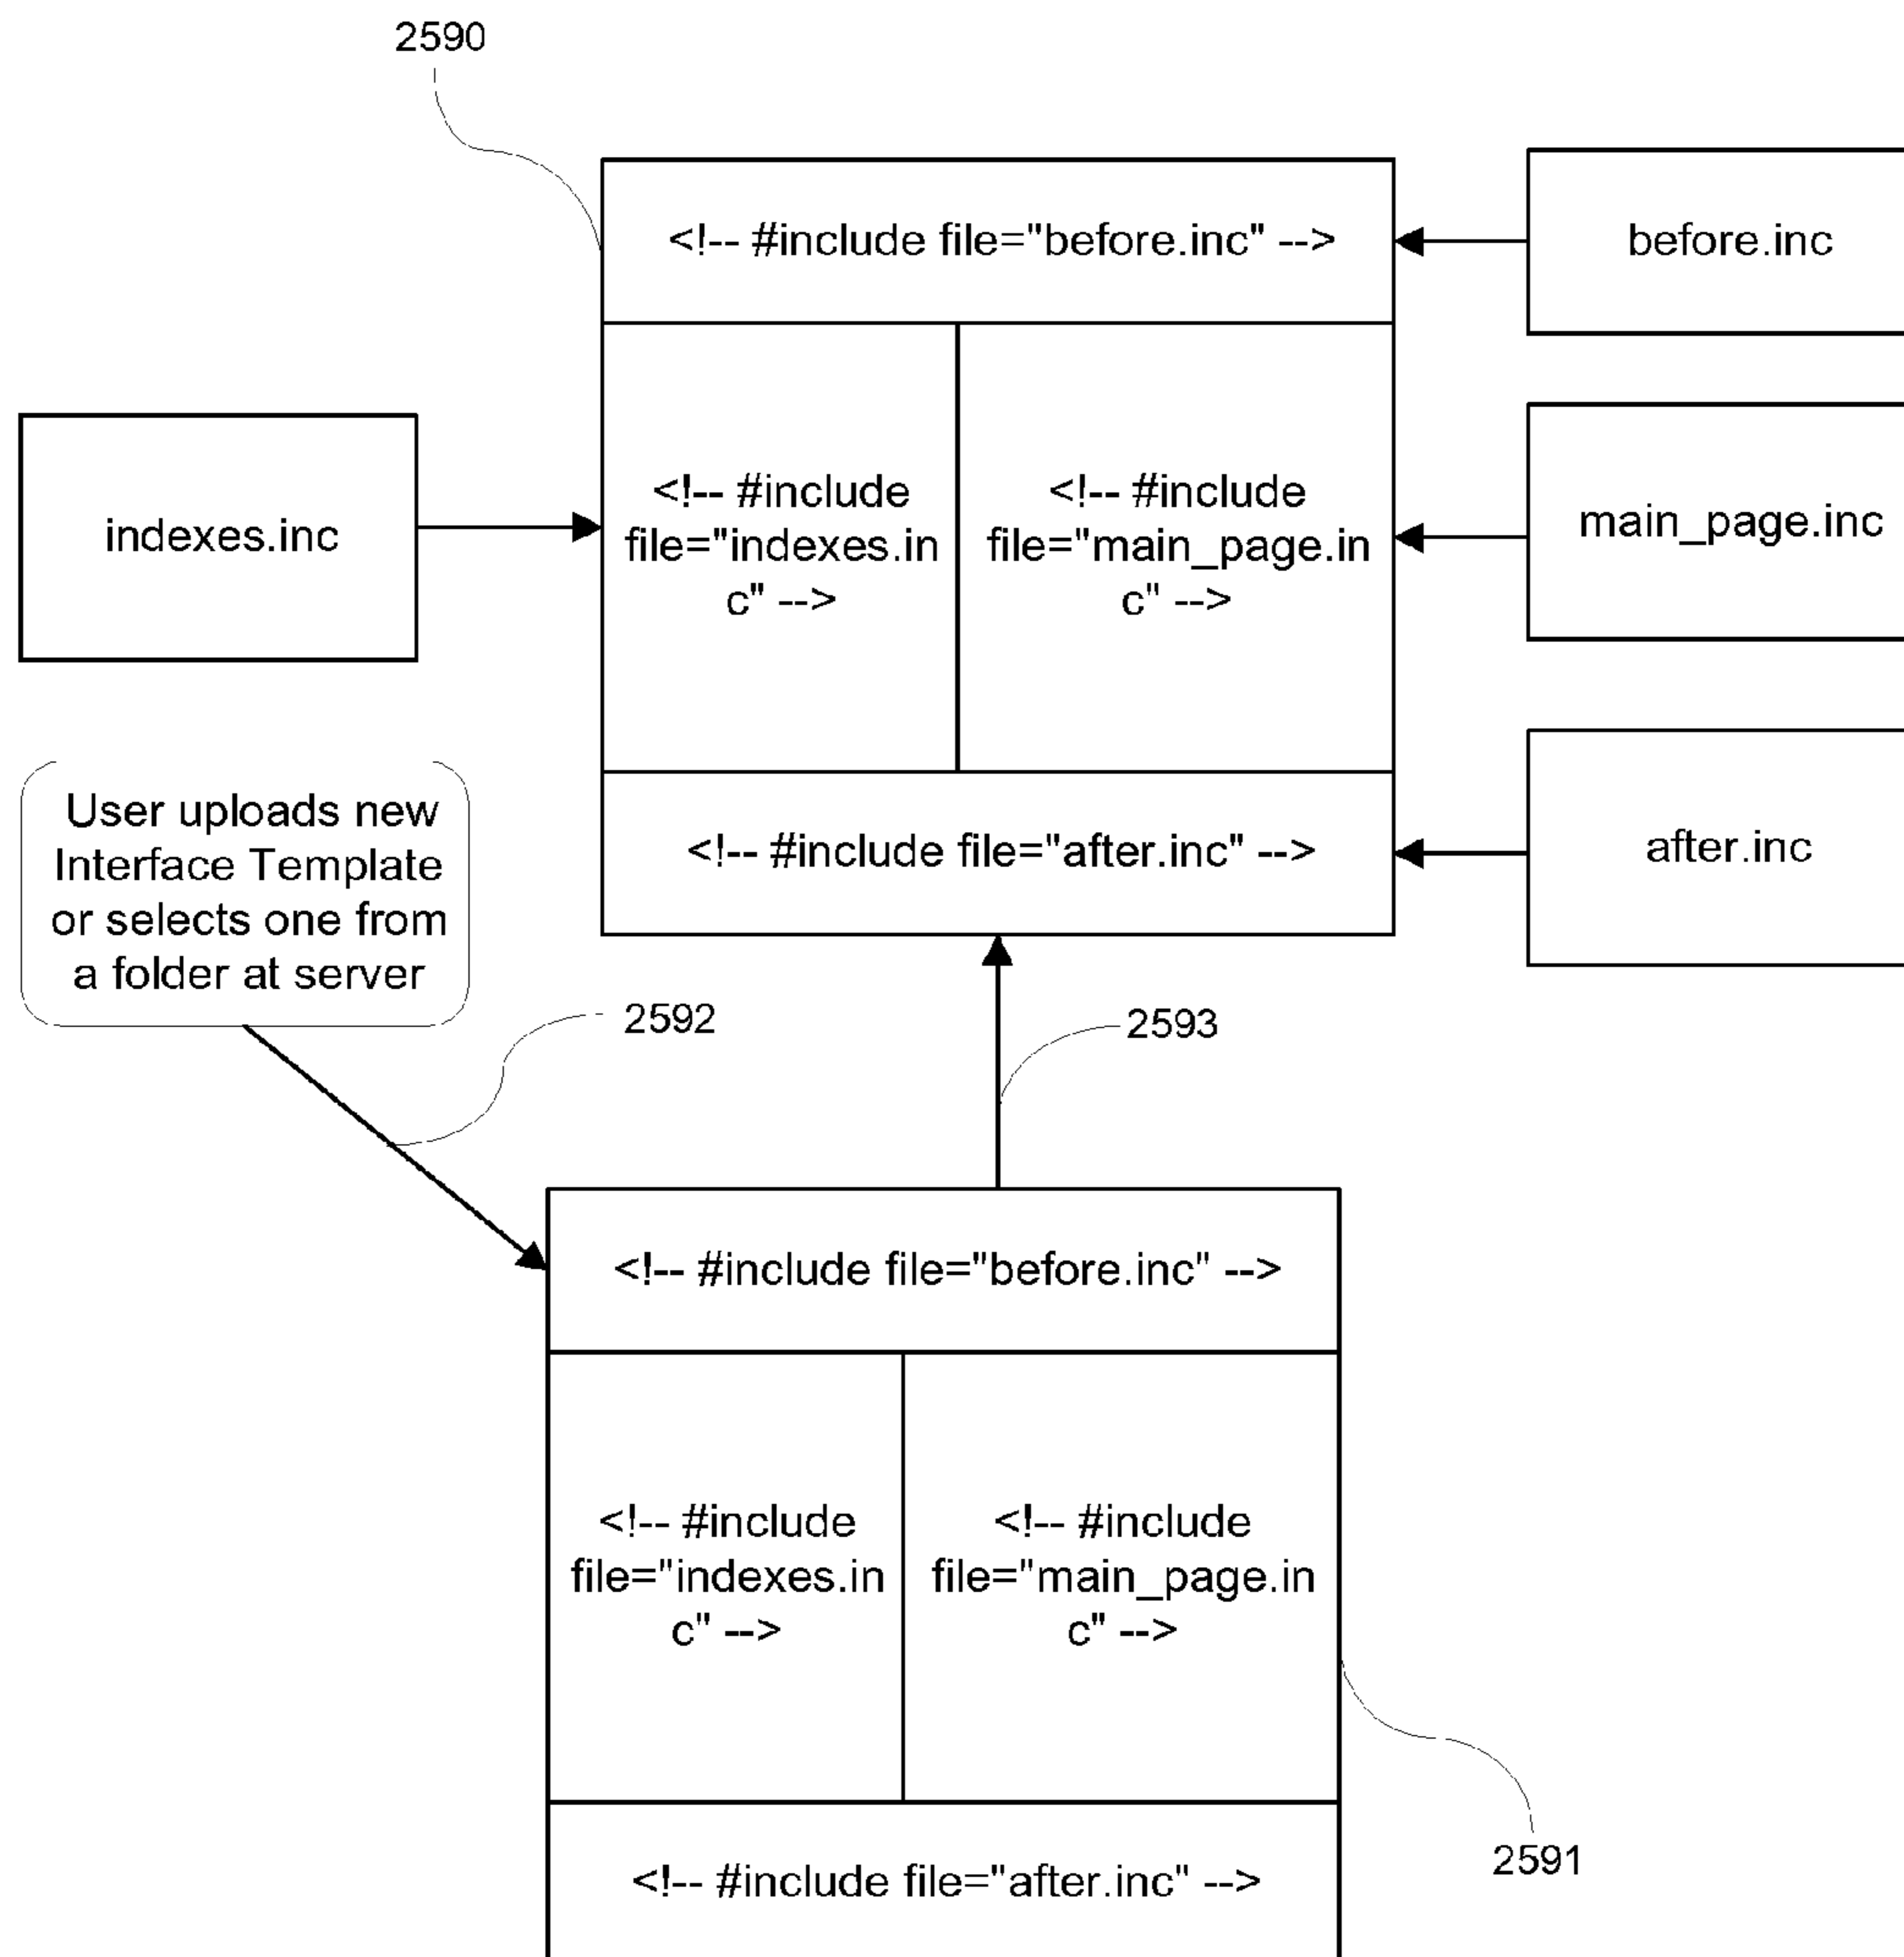 2590
<!-- #include file="before.inc" -->
before.inc
indexes.inc
<!-- #include
file="indexes.in
c" -->
<!-- #include
file="main_page.in
c" -->
main_page.inc
<!-- #include file="after.inc" -->
after.inc
User uploads new
Interface Template
or selects one from
a folder at server
2592
2593
<!-- #include file="before.inc" -->
<!-- #include
file="indexes.in
c" -->
<!-- #include
file="main_page.in
c" -->
2591
<!-- #include file="after.inc" -->